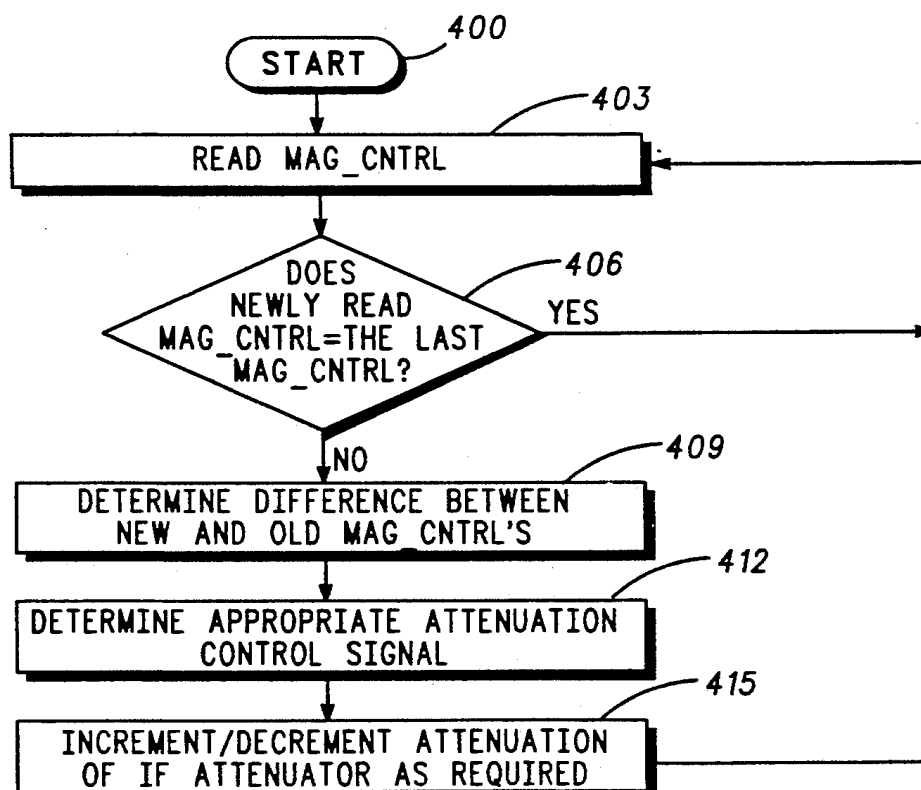 400
START
403
READ MAG_CNTRL
406
DOES
NEWLY READ
MAG_CNTRL=THE LAST
MAG_CNTRL?
YES
NO
409
DETERMINE DIFFERENCE BETWEEN
NEW AND OLD MAG_CNTRL'S
412
DETERMINE APPROPRIATE ATTENUATION
CONTROL SIGNAL
415
INCREMENT/DECREMENT ATTENUATION
OF IF ATTENUATOR AS REQUIRED